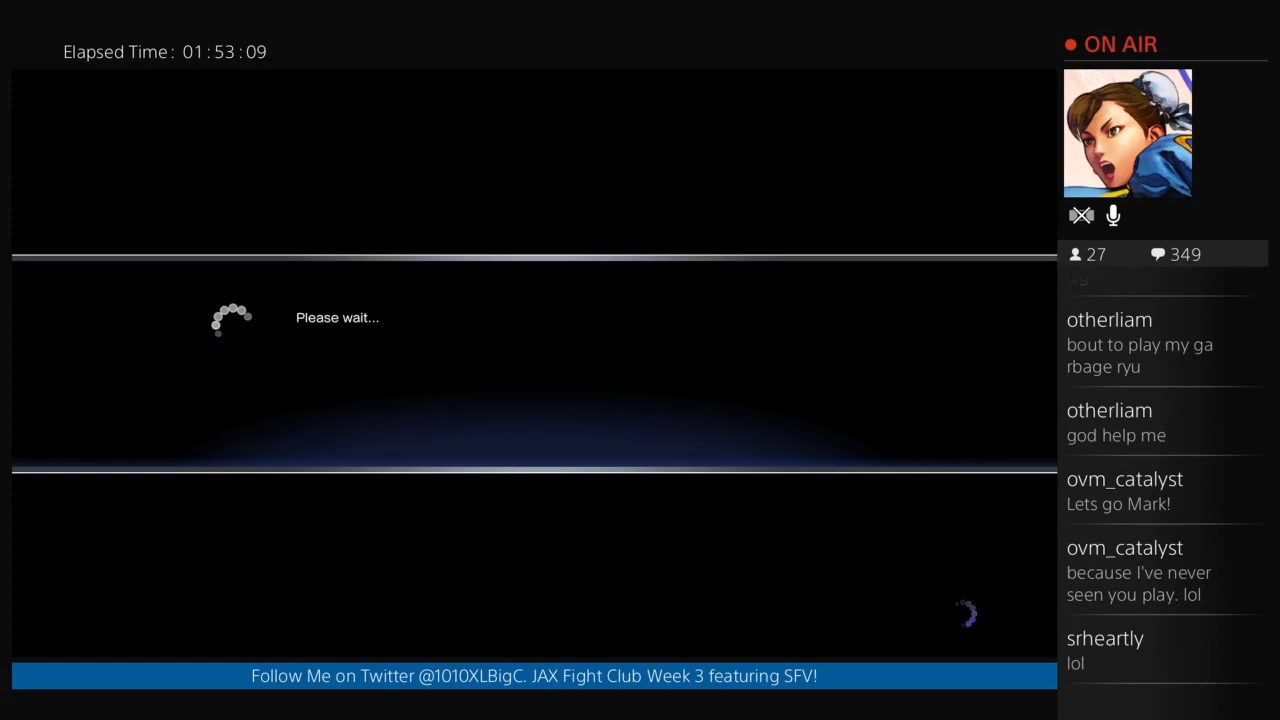 Elapsed Time: 01:53:09
ON AIR
27 349
otherliam
bout to play my ga
rbage ryu
otherliam
god help me
ovm_catalyst
Lets go Mark!
ovm_catalyst
because I've never
seen you play. lol
srheartly
lol
Please wait...
Follow Me on Twitter @1010XLBigC. JAX Fight Club Week 3 featuring SFV!